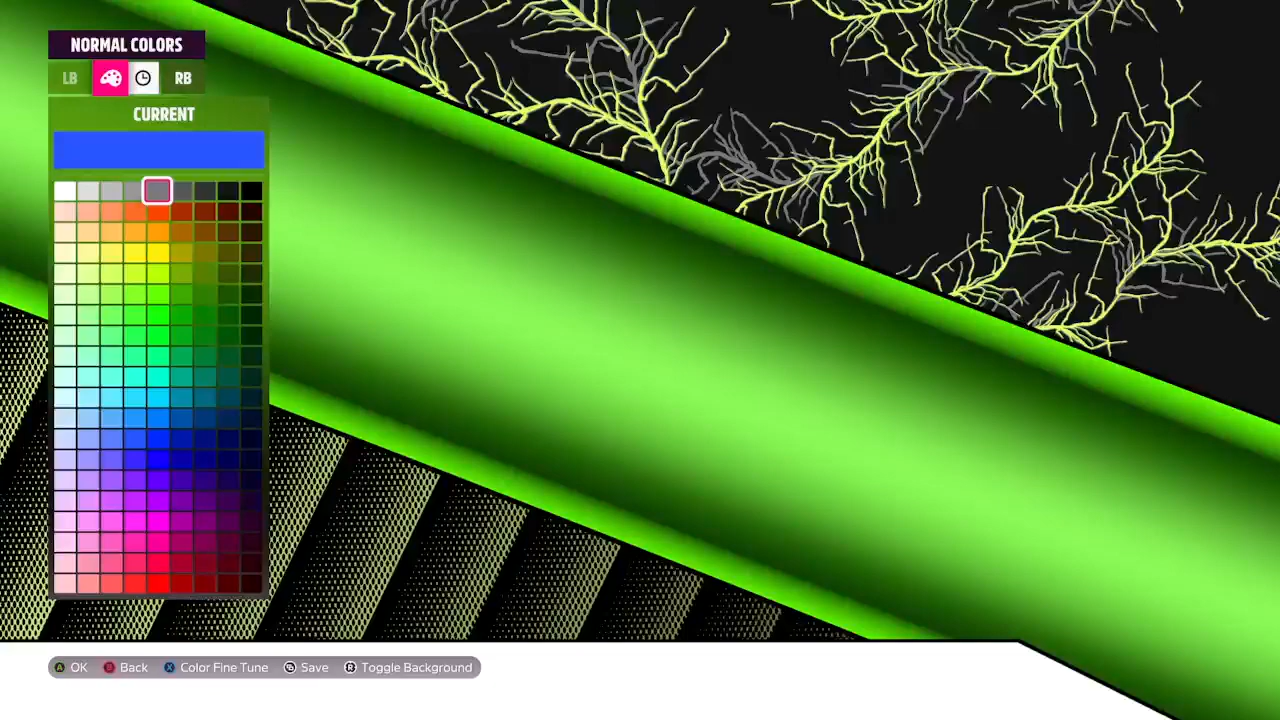 NORMAL COLORS
LB RB
CURRENT
A OK B Back X Color Fine Tune Save R Toggle Background